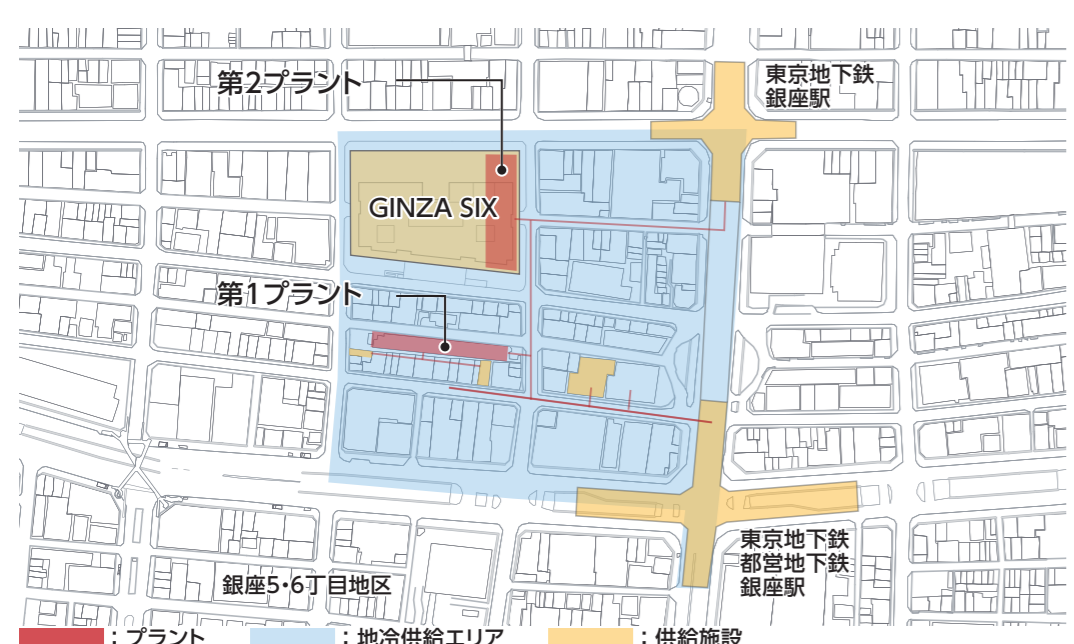 第2プラント
東京地下鉄
銀座駅
GINZA SIX
第1プラント
東京地下鉄
都営地下鉄
銀座駅
銀座5・6丁目地区
：プラント
：地冷供給エリア
：供給施設